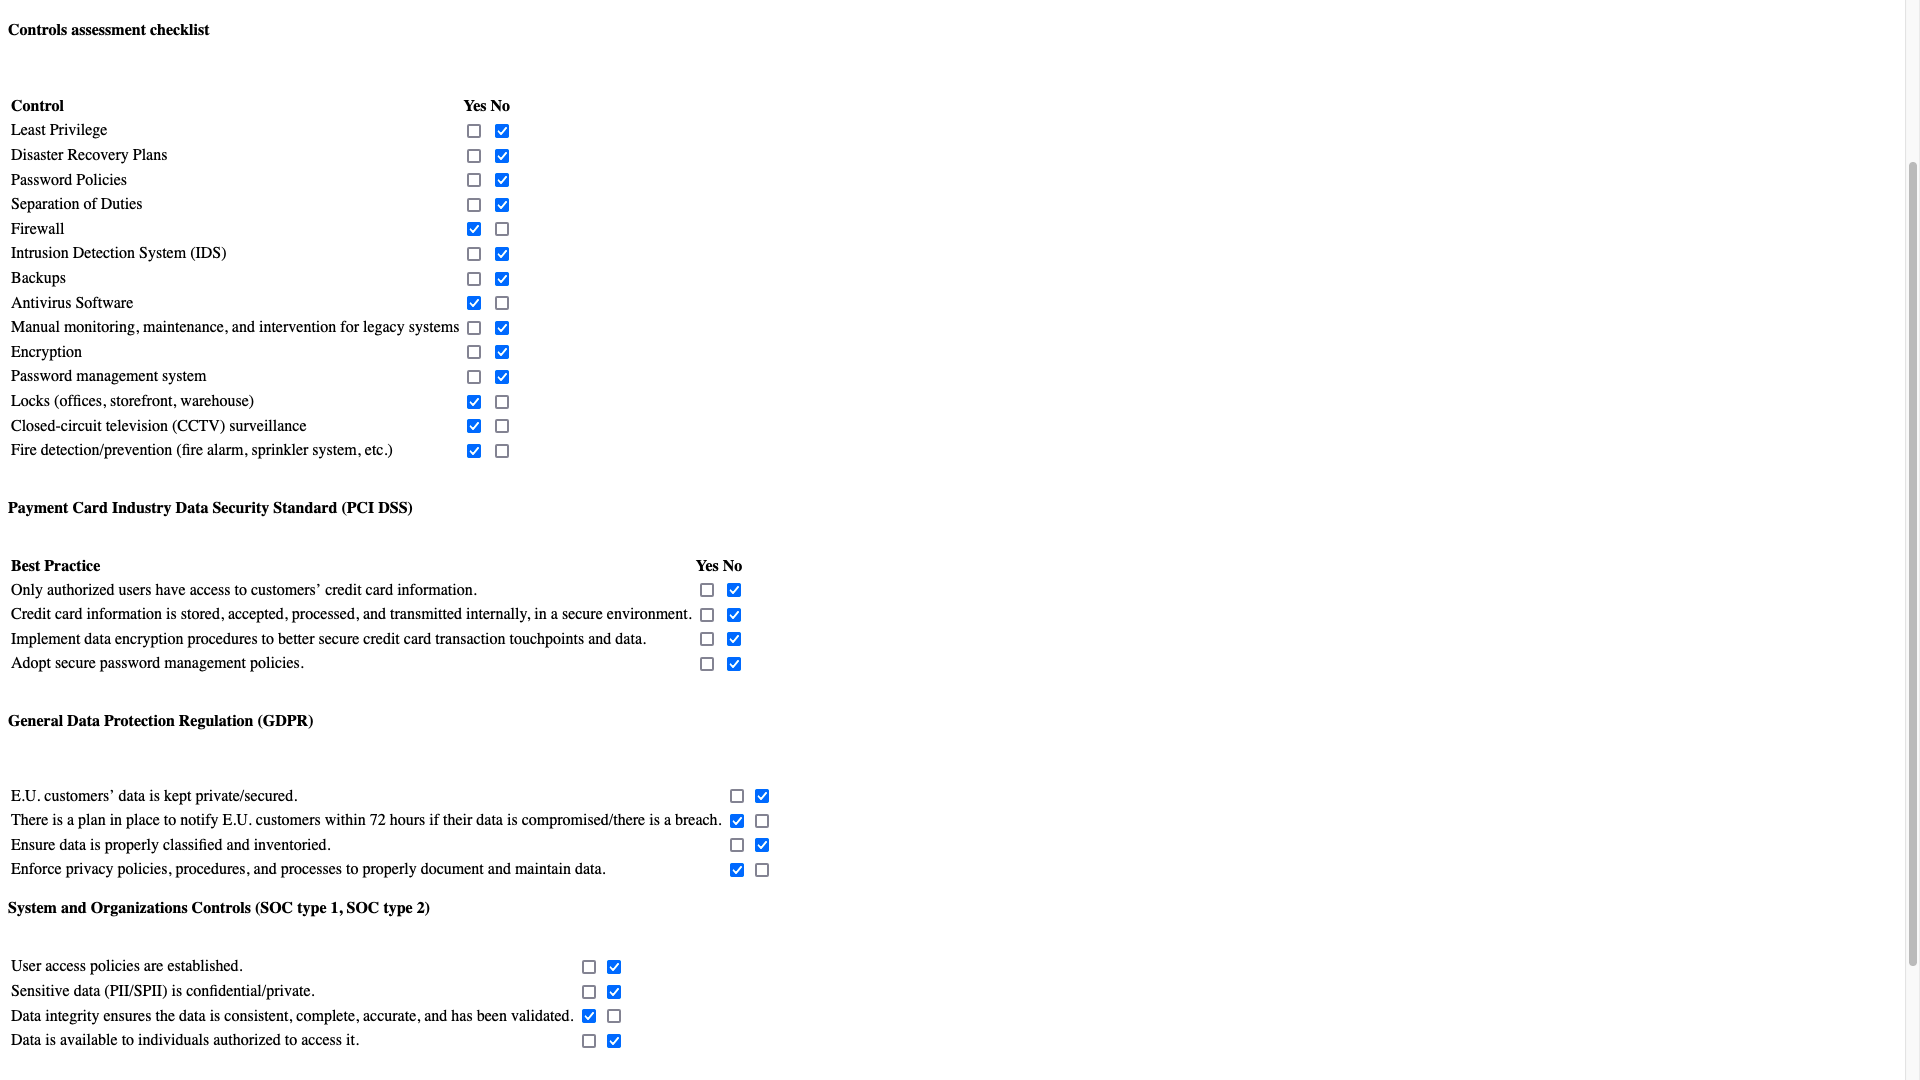 Controls assessment checklist
Control Yes No
Least Privilege
Disaster Recovery Plans
Password Policies
Separation of Duties
Firewall
Intrusion Detection System (IDS)
Backups
Antivirus Software
Manual monitoring, maintenance, and intervention for legacy systems
Encryption
Password management system
Locks (offices, storefront, warehouse)
Closed-circuit television (CCTV) surveillance
Fire detection/prevention (fire alarm, sprinkler system, etc.)
Payment Card Industry Data Security Standard (PCI DSS)
Best Practice Yes No
Only authorized users have access to customers’ credit card information.
Credit card information is stored, accepted, processed, and transmitted internally, in a secure environment.
Implement data encryption procedures to better secure credit card transaction touchpoints and data.
Adopt secure password management policies.
General Data Protection Regulation (GDPR)
E.U. customers’ data is kept private/secured.
There is a plan in place to notify E.U. customers within 72 hours if their data is compromised/there is a breach.
Ensure data is properly classified and inventoried.
Enforce privacy policies, procedures, and processes to properly document and maintain data.
System and Organizations Controls (SOC type 1, SOC type 2)
User access policies are established.
Sensitive data (PII/SPII) is confidential/private.
Data integrity ensures the data is consistent, complete, accurate, and has been validated.
Data is available to individuals authorized to access it.